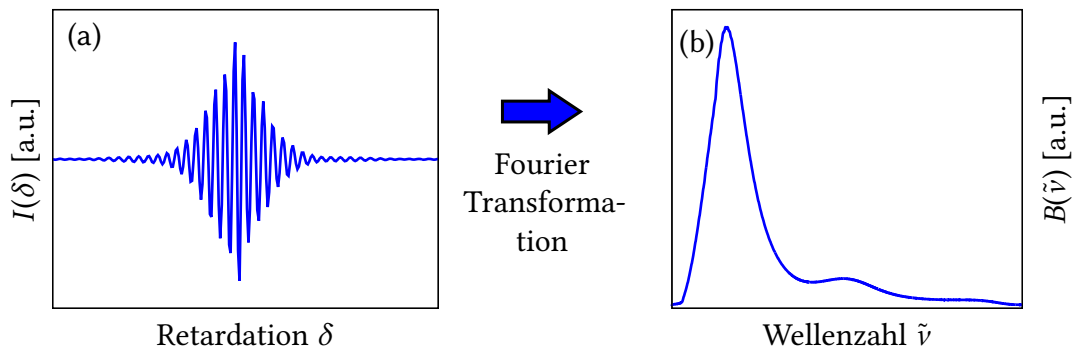 (a)
I(δ) [a.u.]
Retardation δ
Fourier
Transforma-
tion
(b)
B(ν̃) [a.u.]
Wellenzahl ν̃